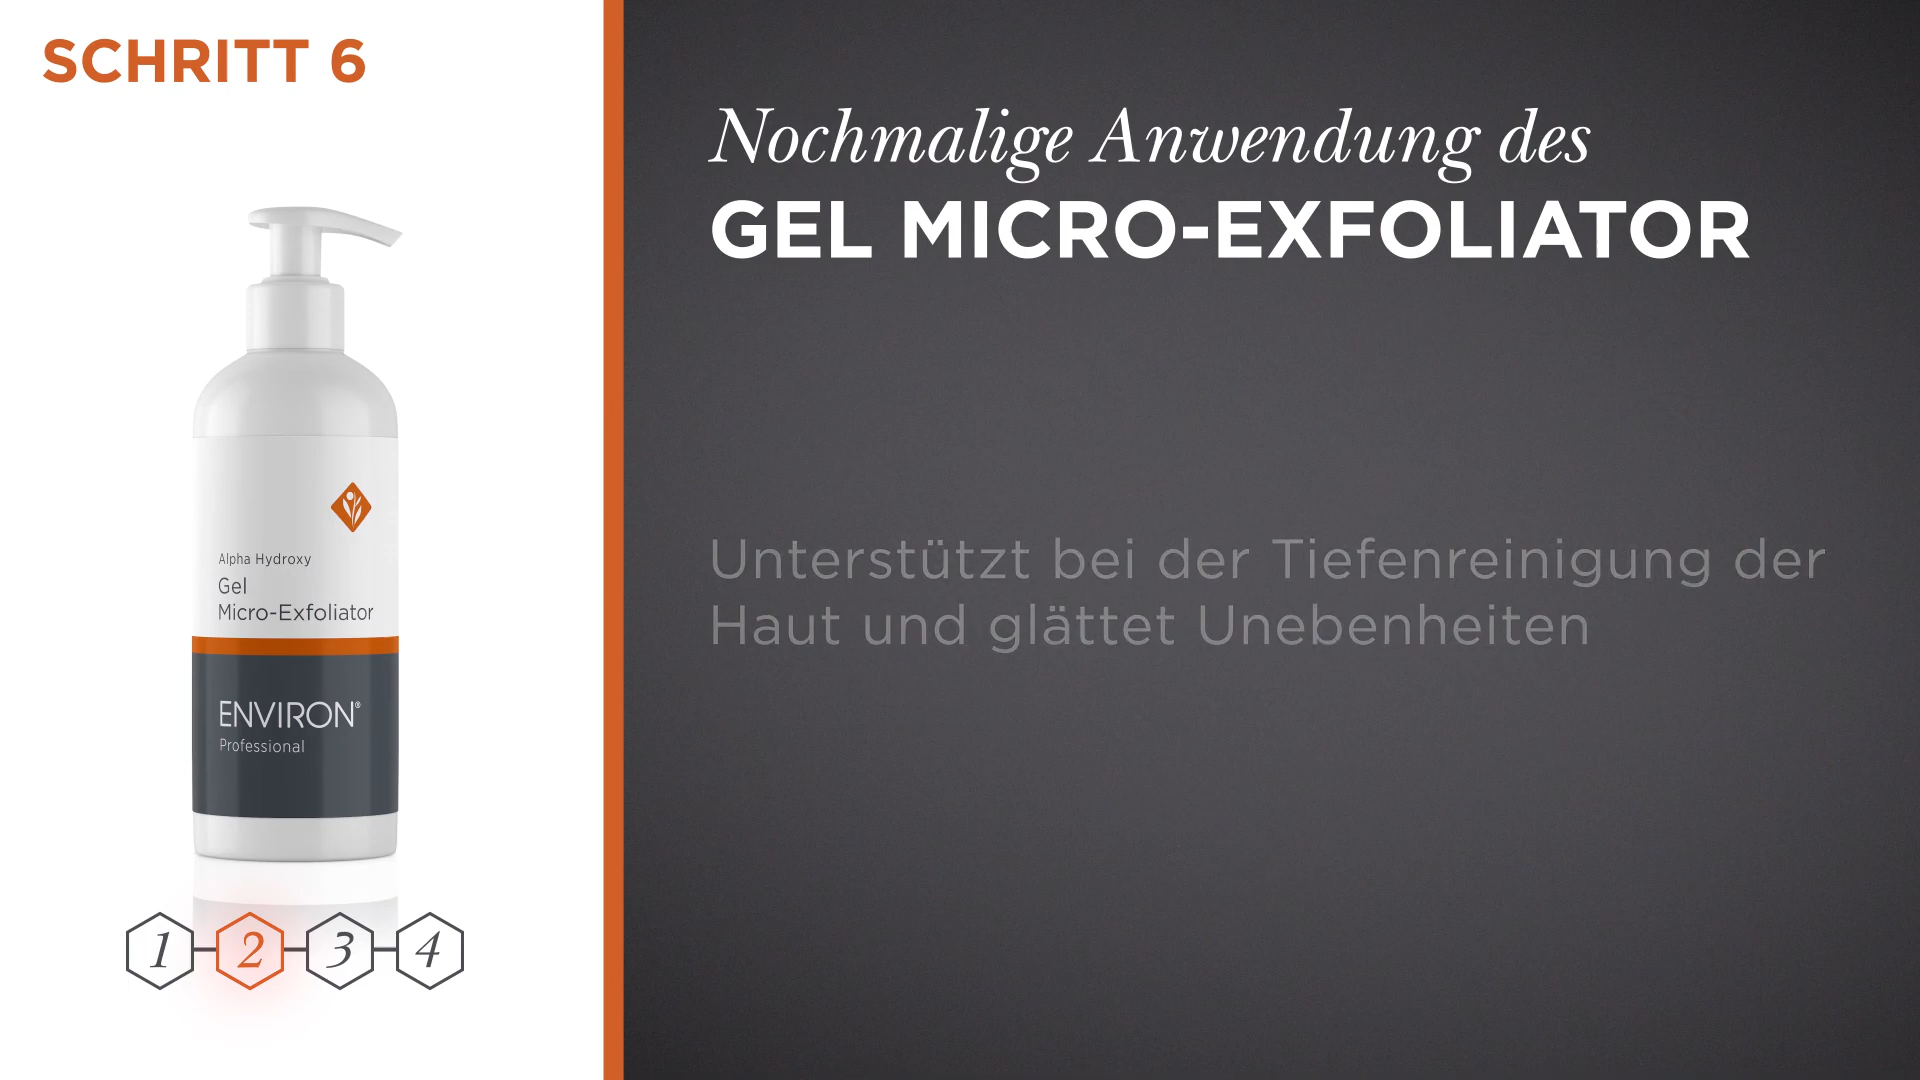 SCHRITT 6
Nochmalige Anwendung des
GEL MICRO-EXFOLIATOR
Unterstützt bei der Tiefenreinigung der
Haut und glättet Unebenheiten
Alpha Hydroxy
Gel
Micro-Exfoliator
ENVIRON®
Professional
1 2 3 4